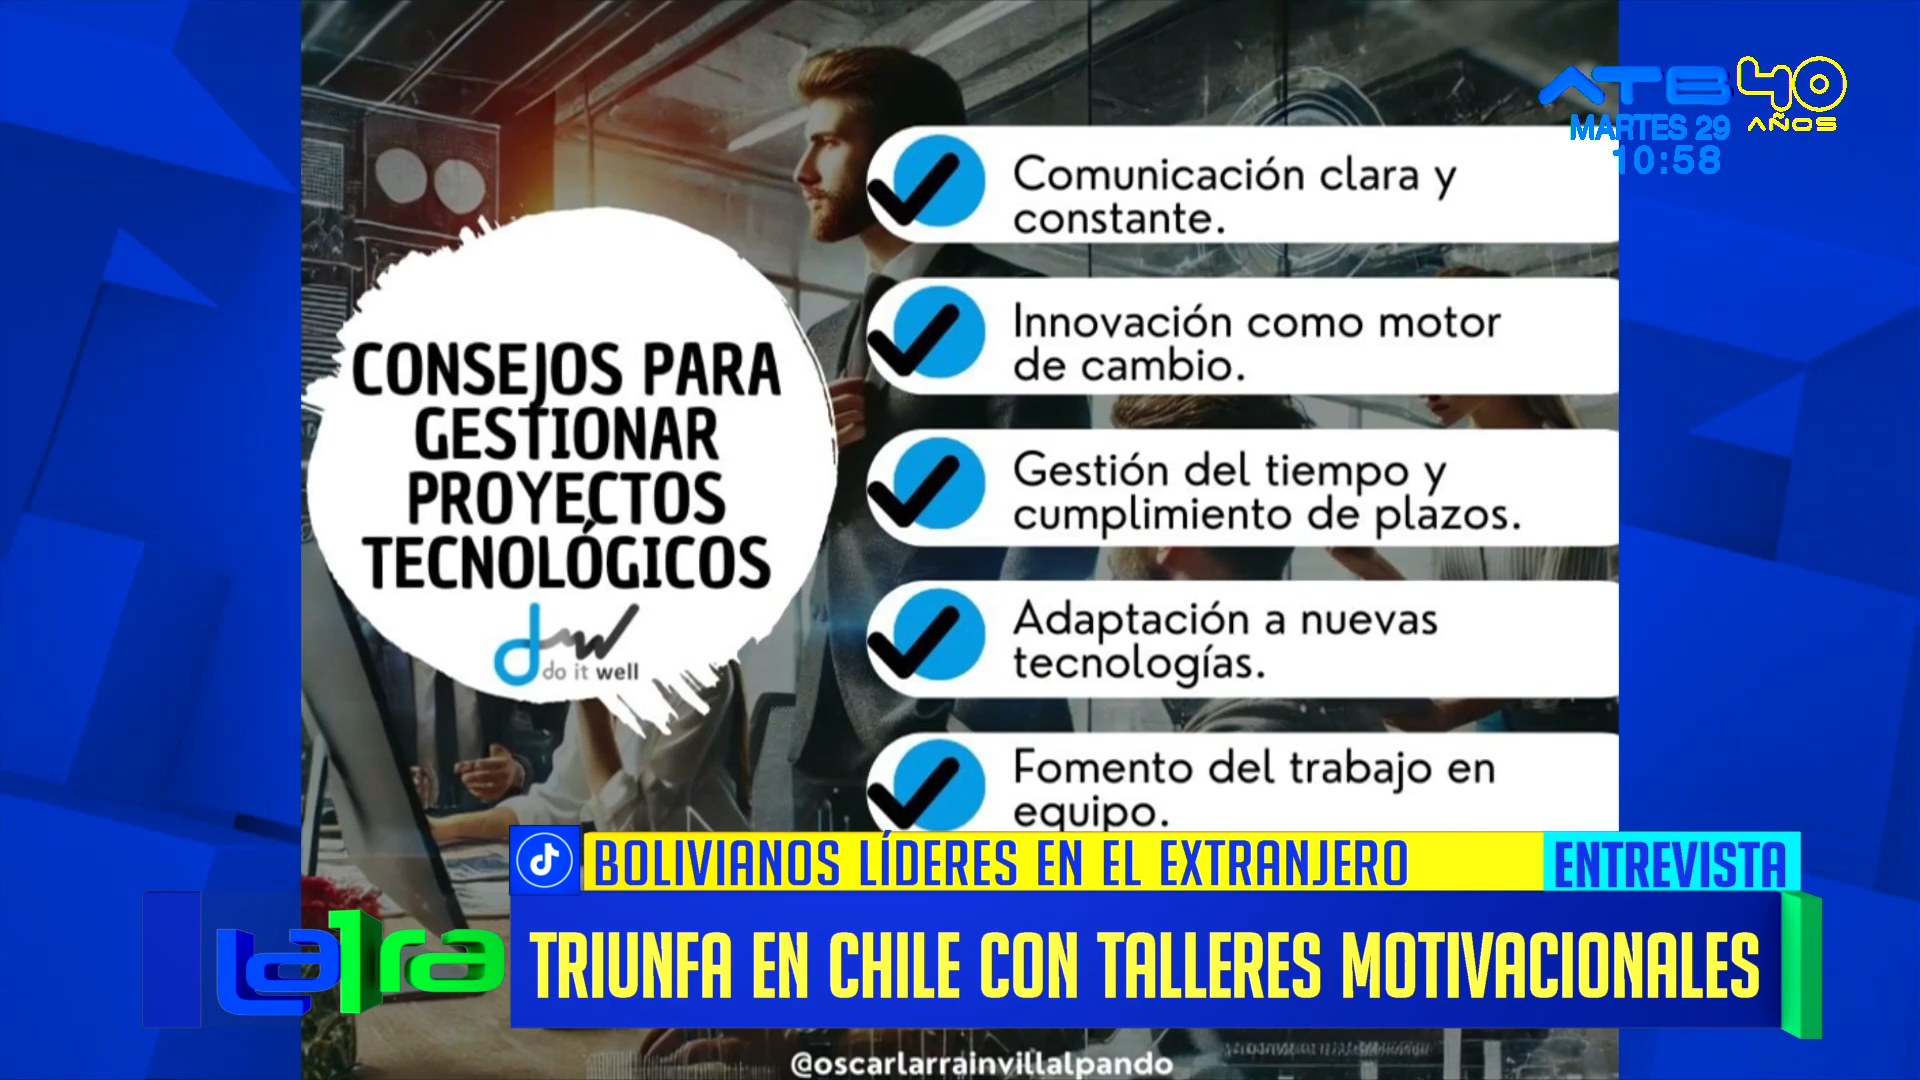 ATB 40
AÑOS
MARTES 29
10:58
CONSEJOS PARA
GESTIONAR
PROYECTOS
TECNOLÓGICOS
dw
do it well
Comunicación clara y
constante.
Innovación como motor
de cambio.
Gestión del tiempo y
cumplimiento de plazos.
Adaptación a nuevas
tecnologías.
Fomento del trabajo en
equipo.
BOLIVIANOS LÍDERES EN EL EXTRANJERO
ENTREVISTA
La1ra
TRIUNFA EN CHILE CON TALLERES MOTIVACIONALES
@oscarlarrainvillalpando